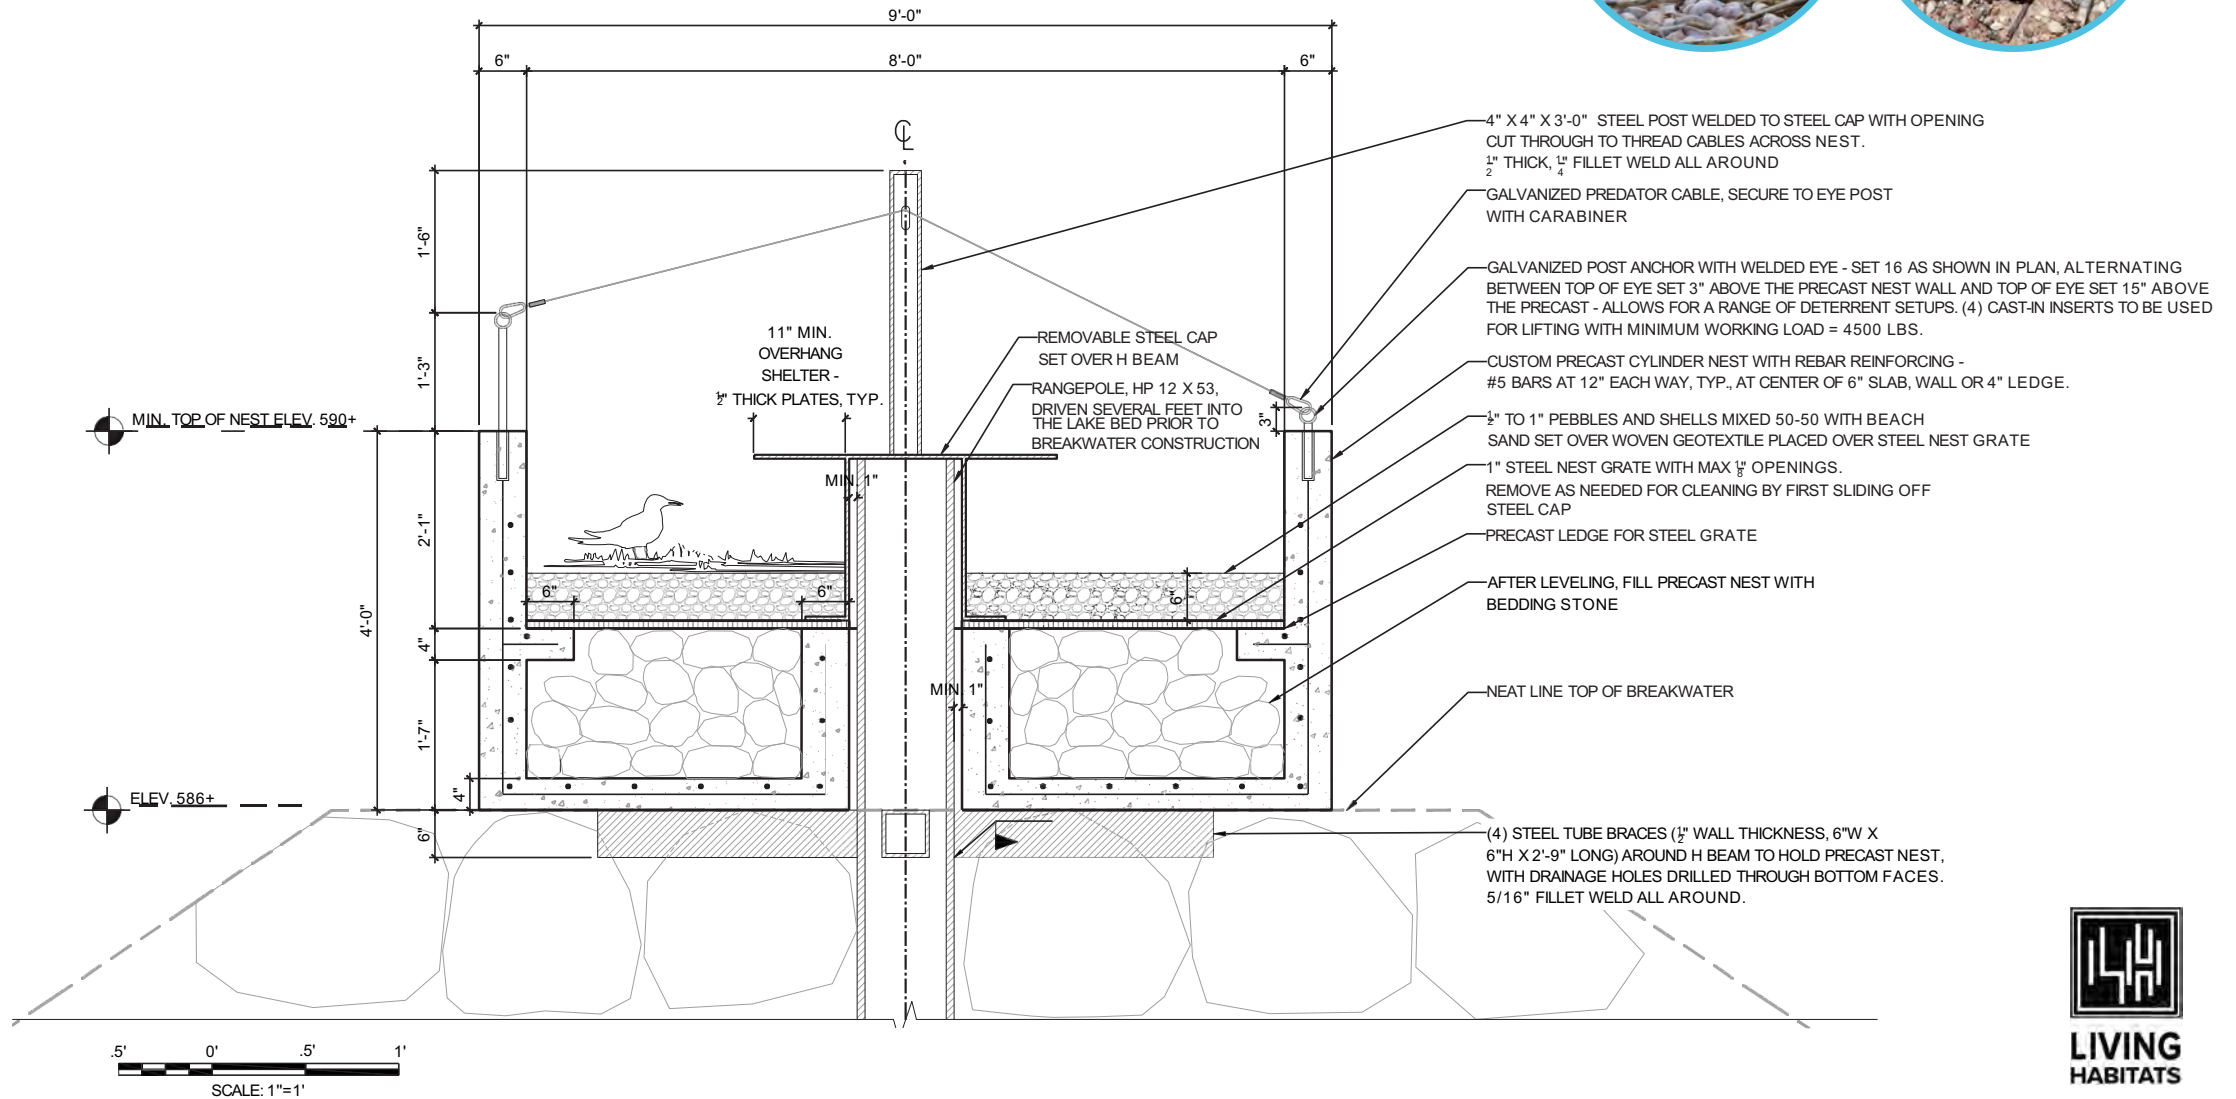 9'-0"
6"
8'-0"
6"
CL
1'-6"
1'-3"
2'-1"
4'-0"
4"
1'-7"
4"
6"
MIN. TOP OF NEST ELEV. 590+
ELEV. 586+
11" MIN.
OVERHANG
SHELTER -
1/2" THICK PLATES, TYP.
MIN. 1"
6"
6"
REMOVABLE STEEL CAP
SET OVER H BEAM
RANGEPOLE, HP 12 X 53,
DRIVEN SEVERAL FEET INTO
THE LAKE BED PRIOR TO
BREAKWATER CONSTRUCTION
3"
6"
MIN. 1"
4" X 4" X 3'-0" STEEL POST WELDED TO STEEL CAP WITH OPENING
CUT THROUGH TO THREAD CABLES ACROSS NEST.
1/2" THICK, 1/4" FILLET WELD ALL AROUND
GALVANIZED PREDATOR CABLE, SECURE TO EYE POST
WITH CARABINER
GALVANIZED POST ANCHOR WITH WELDED EYE - SET 16 AS SHOWN IN PLAN, ALTERNATING
BETWEEN TOP OF EYE SET 3" ABOVE THE PRECAST NEST WALL AND TOP OF EYE SET 15" ABOVE
THE PRECAST - ALLOWS FOR A RANGE OF DETERRENT SETUPS. (4) CAST-IN INSERTS TO BE USED
FOR LIFTING WITH MINIMUM WORKING LOAD = 4500 LBS.
CUSTOM PRECAST CYLINDER NEST WITH REBAR REINFORCING -
#5 BARS AT 12" EACH WAY, TYP., AT CENTER OF 6" SLAB, WALL OR 4" LEDGE.
1/2" TO 1" PEBBLES AND SHELLS MIXED 50-50 WITH BEACH
SAND SET OVER WOVEN GEOTEXTILE PLACED OVER STEEL NEST GRATE
1" STEEL NEST GRATE WITH MAX 1/8" OPENINGS.
REMOVE AS NEEDED FOR CLEANING BY FIRST SLIDING OFF
STEEL CAP
PRECAST LEDGE FOR STEEL GRATE
AFTER LEVELING, FILL PRECAST NEST WITH
BEDDING STONE
NEAT LINE TOP OF BREAKWATER
(4) STEEL TUBE BRACES (1/2" WALL THICKNESS, 6"W X
6"H X 2'-9" LONG) AROUND H BEAM TO HOLD PRECAST NEST,
WITH DRAINAGE HOLES DRILLED THROUGH BOTTOM FACES.
5/16" FILLET WELD ALL AROUND.
.5'
0'
.5'
1'
SCALE: 1"=1'
LH
LIVING
HABITATS